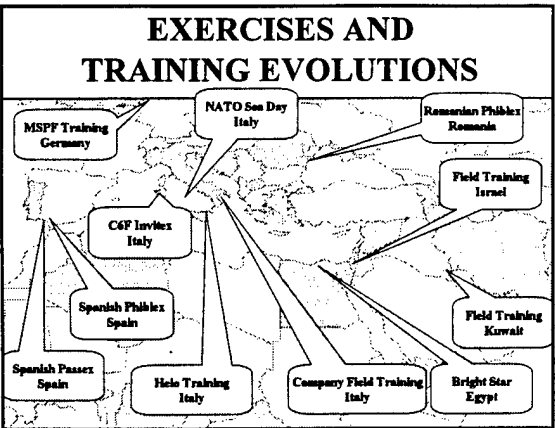 EXERCISES AND
TRAINING EVOLUTIONS
NATO Sea Day
Italy
MSPF Training
Germany
Romanian Phiblex
Romania
Field Training
Israel
C6F Invitex
Italy
Spanish Phiblex
Spain
Field Training
Kuwait
Spanish Passex
Spain
Helo Training
Italy
Company Field Training
Italy
Bright Star
Egypt